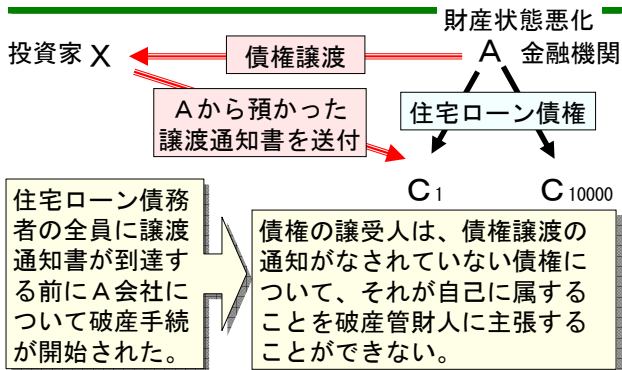 財産状態悪化
投資家 X
債権譲渡
A 金融機関
Aから預かった
譲渡通知書を送付
住宅ローン債権
C1
C10000
住宅ローン債務
者の全員に譲渡
通知書が到達す
る前にA会社に
ついて破産手続
が開始された。
債権の譲受人は、債権譲渡の
通知がなされていない債権に
ついて、それが自己に属する
ことを破産管財人に主張する
ことができない。